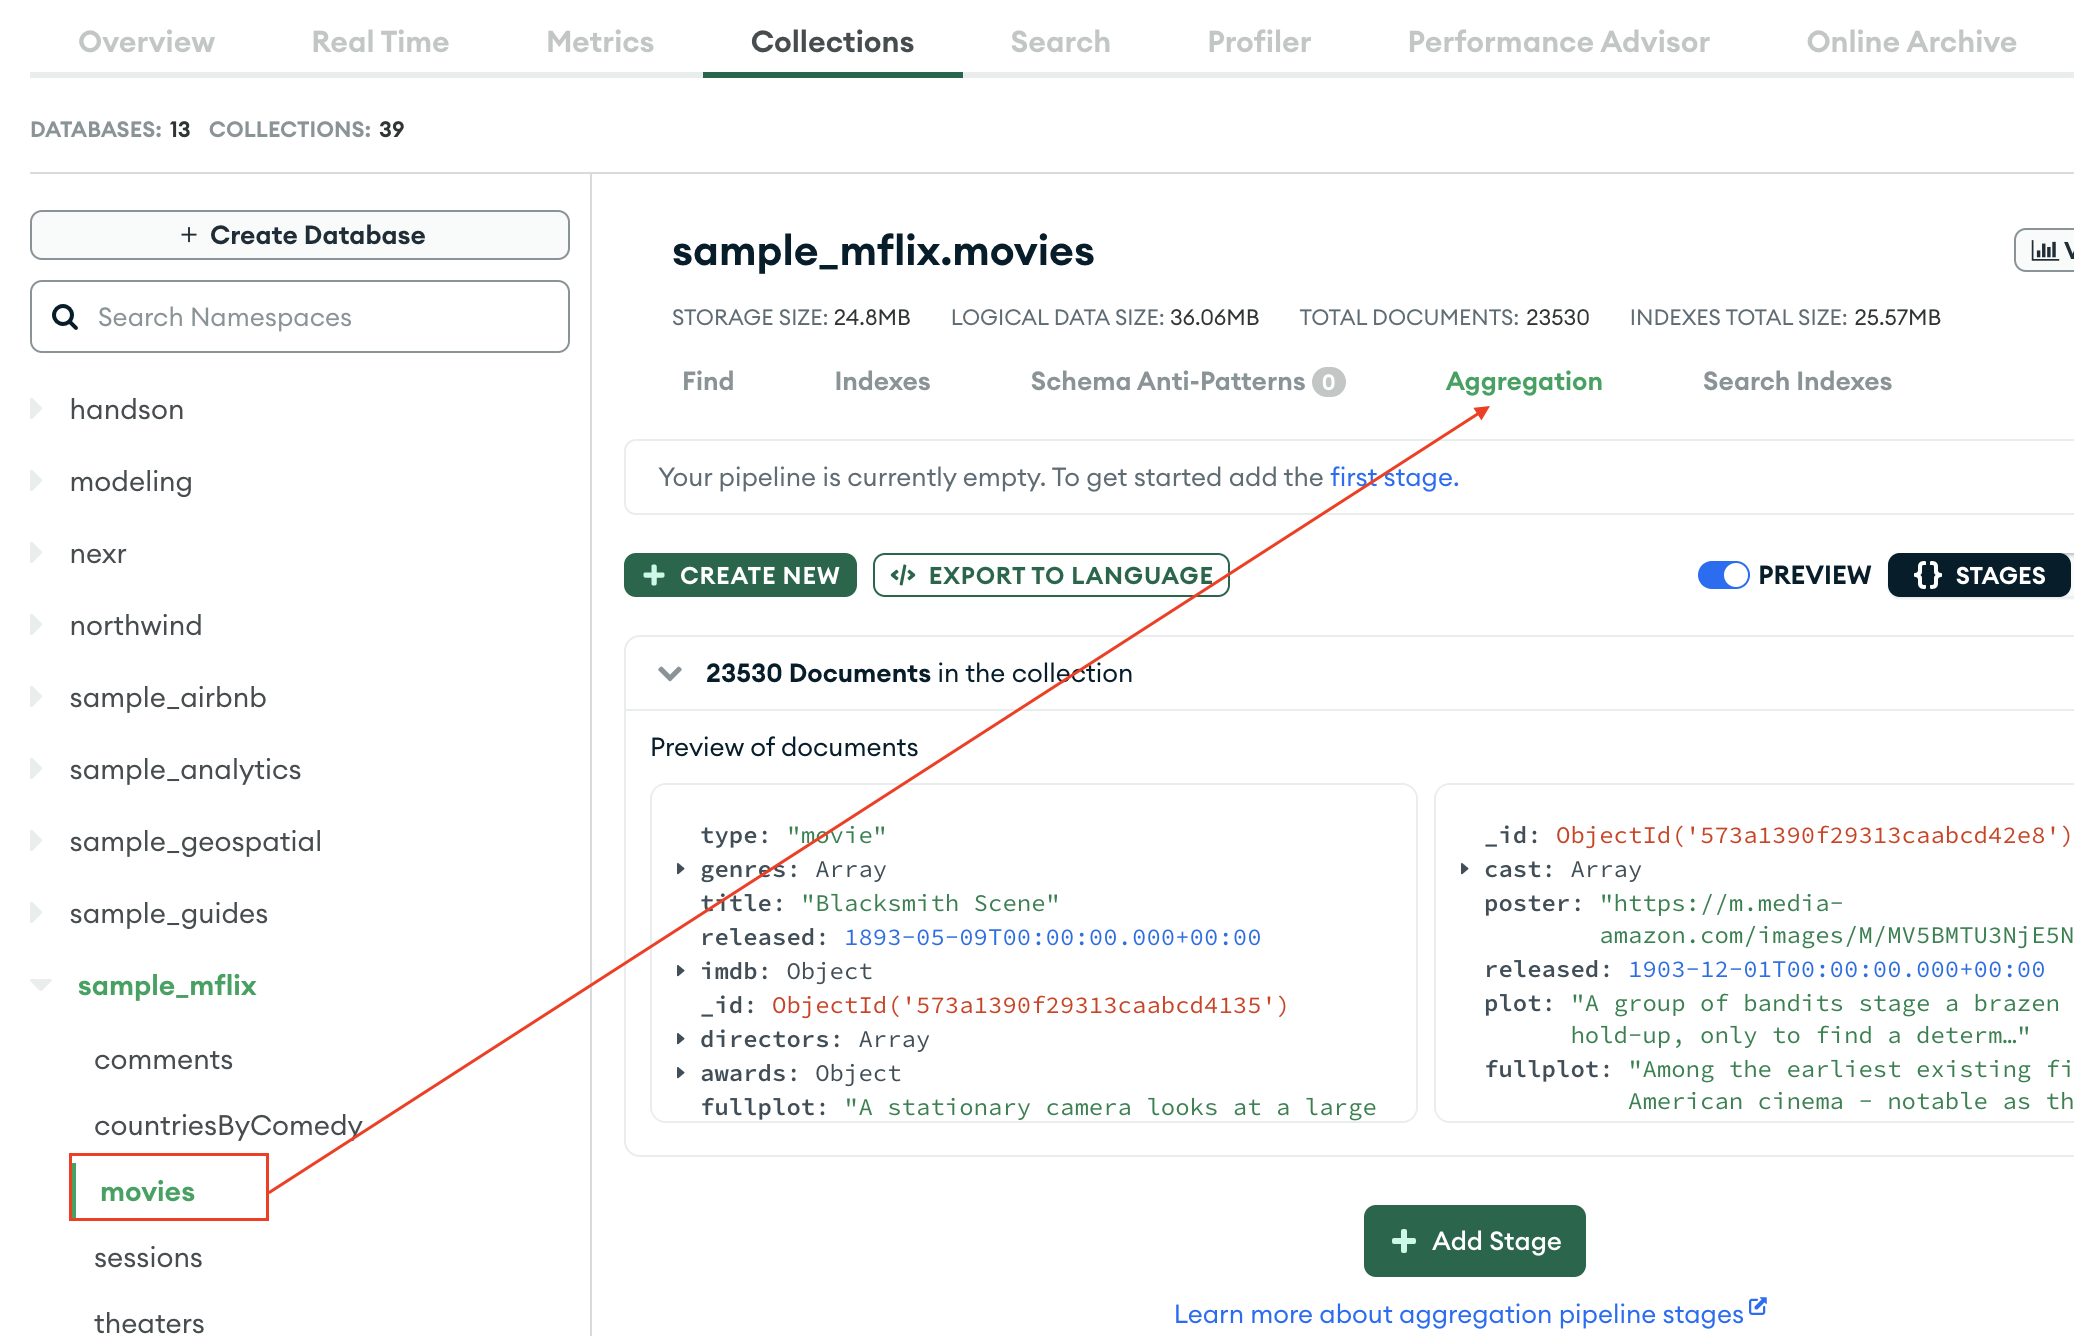 Overview Real Time Metrics Collections Search Profiler Performance Advisor Online Archive
DATABASES: 13 COLLECTIONS: 39
+ Create Database
Search Namespaces
handson
modeling
nexr
northwind
sample_airbnb
sample_analytics
sample_geospatial
sample_guides
sample_mflix
comments
countriesByComedy
movies
sessions
theaters
sample_mflix.movies
V
STORAGE SIZE: 24.8MB LOGICAL DATA SIZE: 36.06MB TOTAL DOCUMENTS: 23530 INDEXES TOTAL SIZE: 25.57MB
Find Indexes Schema Anti-Patterns 0 Aggregation Search Indexes
Your pipeline is currently empty. To get started add the first stage.
+ CREATE NEW </> EXPORT TO LANGUAGE PREVIEW {} STAGES
23530 Documents in the collection
Preview of documents
type: "movie"
genres: Array
title: "Blacksmith Scene"
released: 1893-05-09T00:00:00.000+00:00
imdb: Object
_id: ObjectId('573a1390f29313caabcd4135')
directors: Array
awards: Object
fullplot: "A stationary camera looks at a large
_id: ObjectId('573a1390f29313caabcd42e8')
cast: Array
poster: "https://m.media-
amazon.com/images/M/MV5BMTU3NjE5N
released: 1903-12-01T00:00:00.000+00:00
plot: "A group of bandits stage a brazen
hold-up, only to find a determ…"
fullplot: "Among the earliest existing fi
American cinema - notable as th
+ Add Stage
Learn more about aggregation pipeline stages